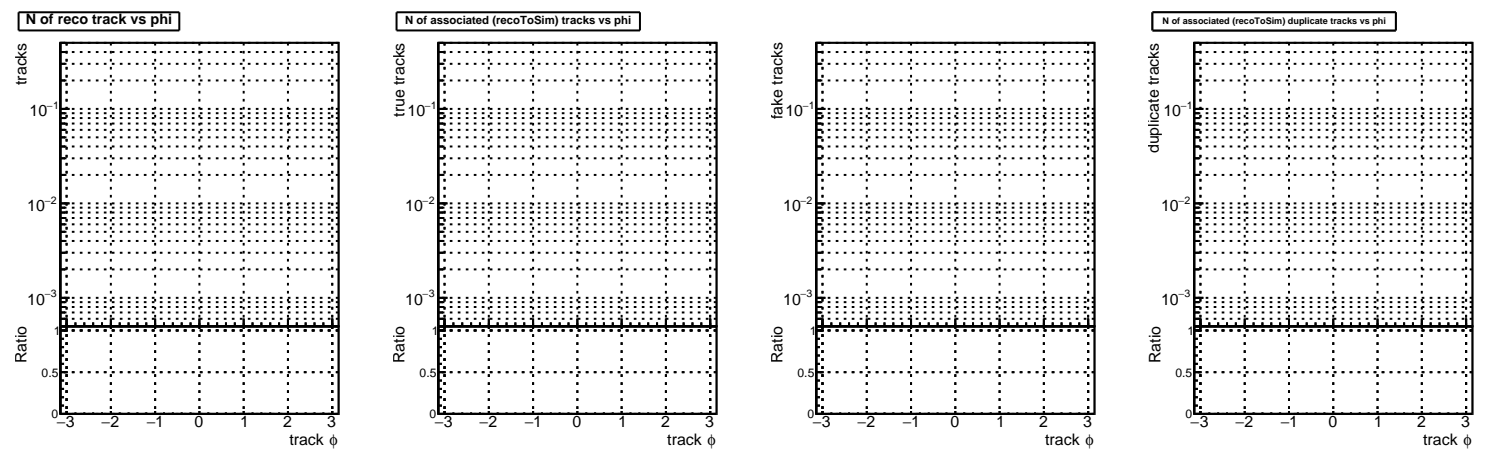 N of reco track vs phi
tracks
10⁻¹
10⁻²
10⁻³
Ratio
1
0.5
0
−3 −2 −1 0 1 2 3
track ϕ
N of associated (recoToSim) tracks vs phi
true tracks
10⁻¹
10⁻²
10⁻³
Ratio
1
0.5
0
−3 −2 −1 0 1 2 3
track ϕ
fake tracks
10⁻¹
10⁻²
10⁻³
Ratio
1
0.5
0
−3 −2 −1 0 1 2 3
track ϕ
N of associated (recoToSim) duplicate tracks vs phi
duplicate tracks
10⁻¹
10⁻²
10⁻³
Ratio
1
0.5
0
−3 −2 −1 0 1 2 3
track ϕ